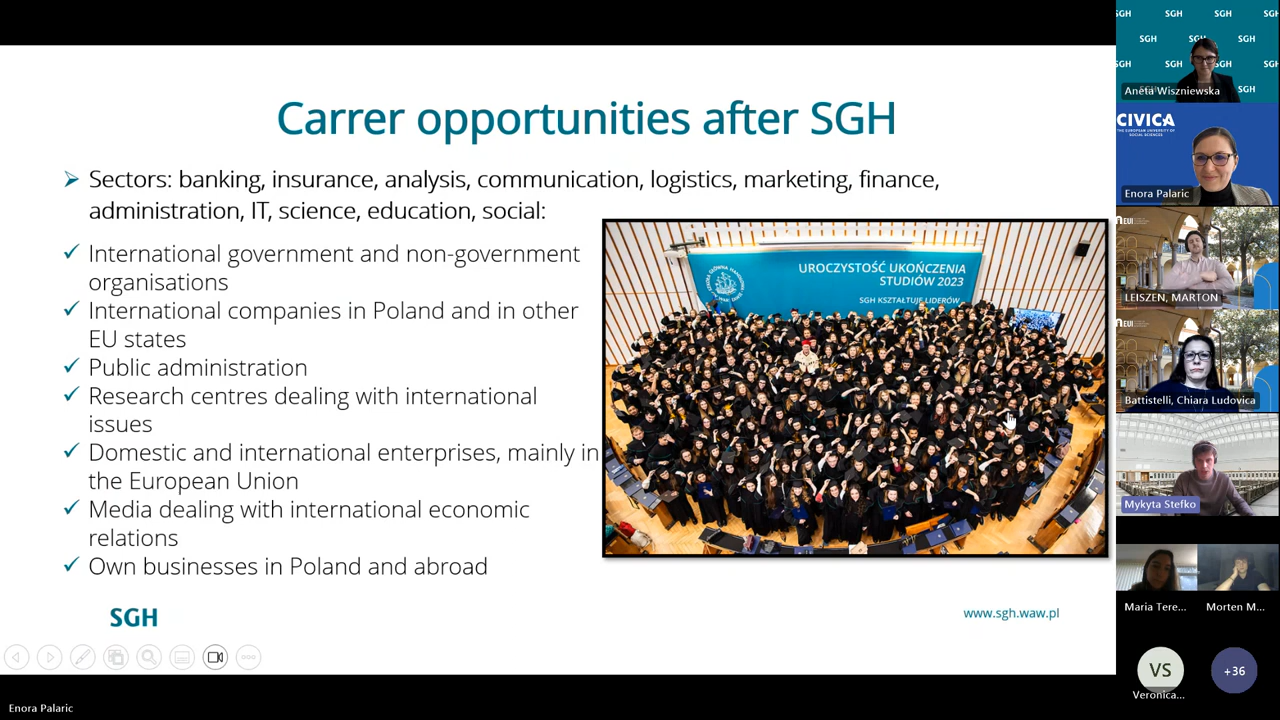 Carrer opportunities after SGH
Sectors: banking, insurance, analysis, communication, logistics, marketing, finance,
administration, IT, science, education, social:
International government and non-government
organisations
International companies in Poland and in other
EU states
Public administration
Research centres dealing with international
issues
Domestic and international enterprises, mainly in
the European Union
Media dealing with international economic
relations
Own businesses in Poland and abroad
UROCZYSTOŚĆ UKOŃCZENIA
STUDIÓW 2023
SGH KSZTAŁTUJE LIDERÓW
SGH
www.sgh.waw.pl
Enora Palaric
SGH SGH SGH SGH
SGH SGH SGH
SGH SGH SGH SGH
SGH
Aneta Wiszniewska
CIVICA
THE EUROPEAN UNIVERSITY
OF SOCIAL SCIENCES
Enora Palaric
EUI
LEISZEN, MARTON
EUI
Battistelli, Chiara Ludovica
Mykyta Stefko
Maria Tere...
Morten M...
VS
Veronica...
+36